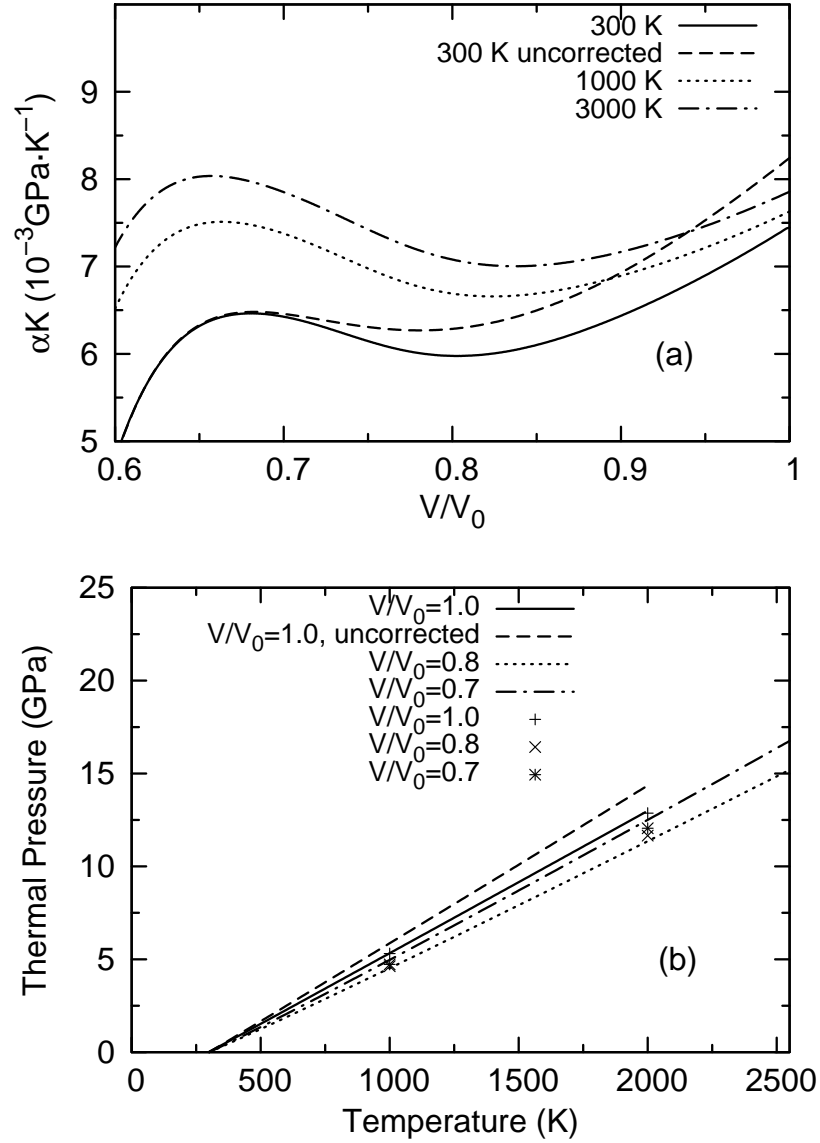 300 K
300 K uncorrected
1000 K
3000 K
9
8
7
6
5
αK (10⁻³GPa·K⁻¹)
(a)
0.6 0.7 0.8 0.9 1
V/V₀
V/V₀=1.0
V/V₀=1.0, uncorrected
V/V₀=0.8
V/V₀=0.7
V/V₀=1.0
V/V₀=0.8
V/V₀=0.7
25
20
15
10
5
0
Thermal Pressure (GPa)
(b)
0 500 1000 1500 2000 2500
Temperature (K)